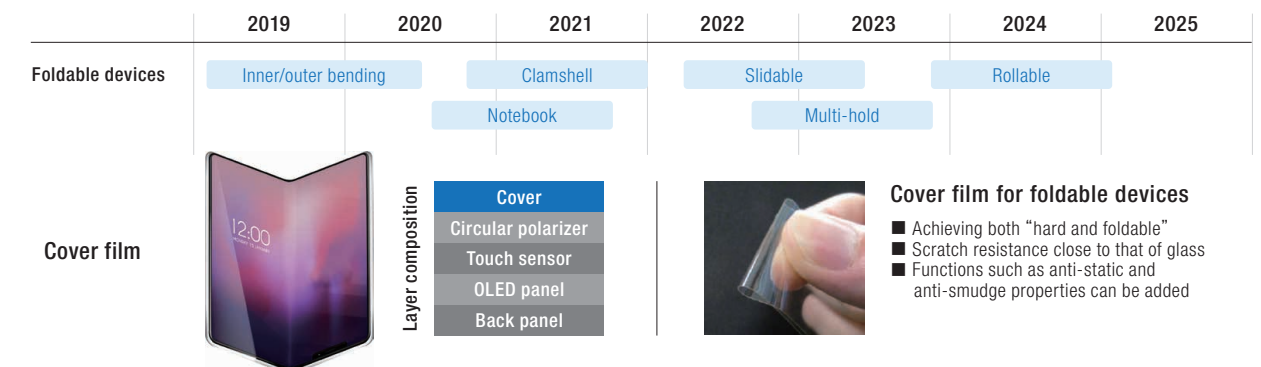 2019 2020 2021 2022 2023 2024 2025
Foldable devices
Inner/outer bending Clamshell Slidable Rollable
Notebook Multi-hold
Cover film
12:00
Layer composition
Cover
Circular polarizer
Touch sensor
OLED panel
Back panel
Cover film for foldable devices
■ Achieving both “hard and foldable”
■ Scratch resistance close to that of glass
■ Functions such as anti-static and
anti-smudge properties can be added